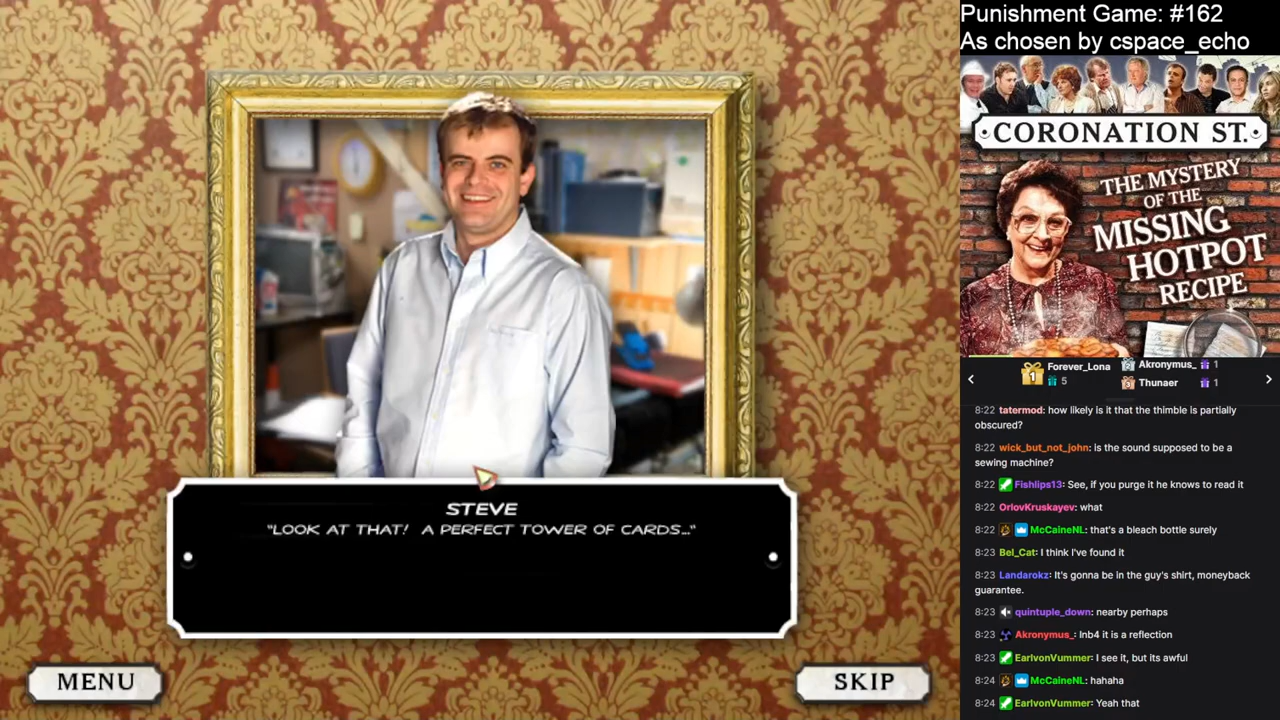 Punishment Game: #162
As chosen by cspace_echo
CORONATION ST.
THE MYSTERY
OF THE
MISSING
HOTPOT
RECIPE
Forever_Lona
5
Akronymus_ 1
Thunaer 1
8:22 tatermod: how likely is it that the thimble is partially
obscured?
8:22 wick_but_not_john: is the sound supposed to be a
sewing machine?
8:22 Fishlips13: See, if you purge it he knows to read it
8:22 OrlovKruskayev: what
8:22 McCaineNL: that's a bleach bottle surely
8:23 Bel_Cat: I think I've found it
8:23 Landarokz: It's gonna be in the guy's shirt, moneyback
guarantee.
8:23 quintuple_down: nearby perhaps
8:23 Akronymus_: Inb4 it is a reflection
8:23 EarlvonVummer: I see it, but its awful
8:24 McCaineNL: hahaha
8:24 EarlvonVummer: Yeah that
STEVE
"LOOK AT THAT! A PERFECT TOWER OF CARDS..."
MENU
SKIP